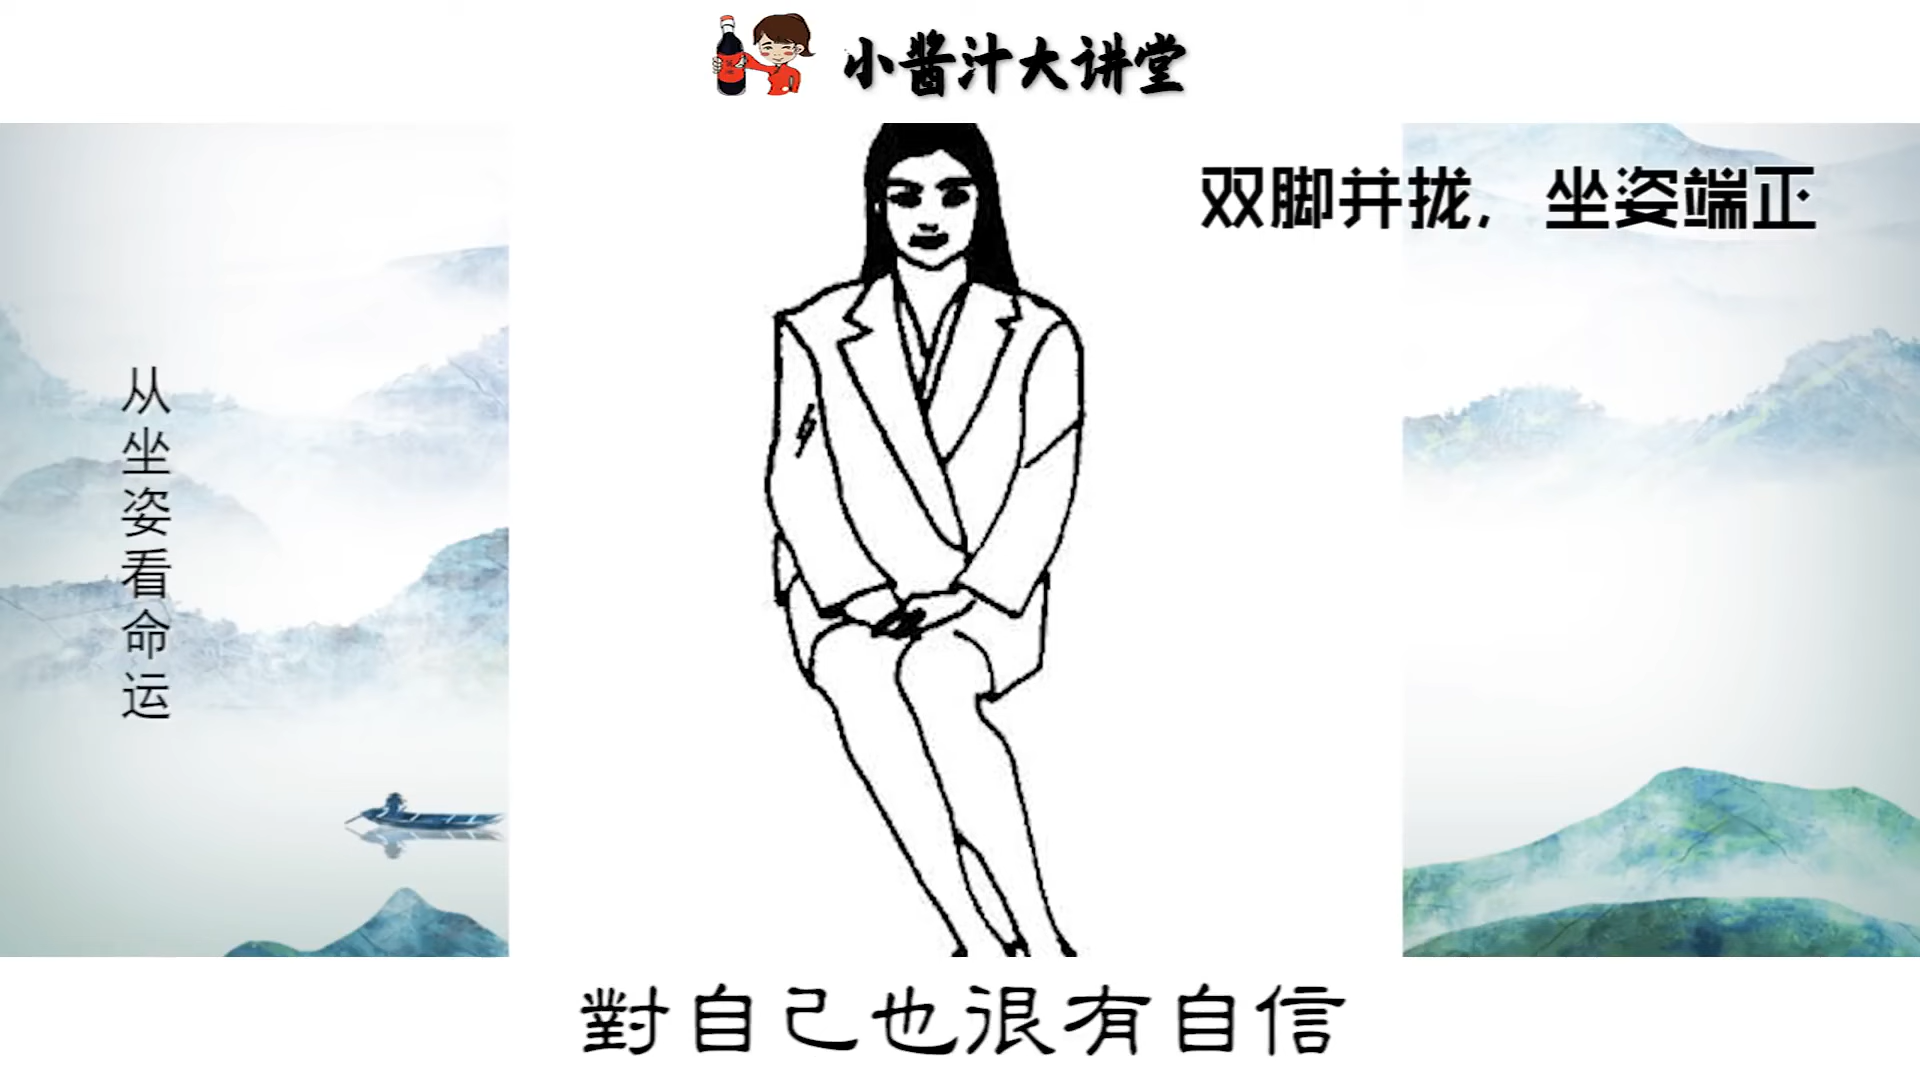 小酱汁大讲堂
双脚并拢，坐姿端正
从坐姿看命运
對自己也很有自信